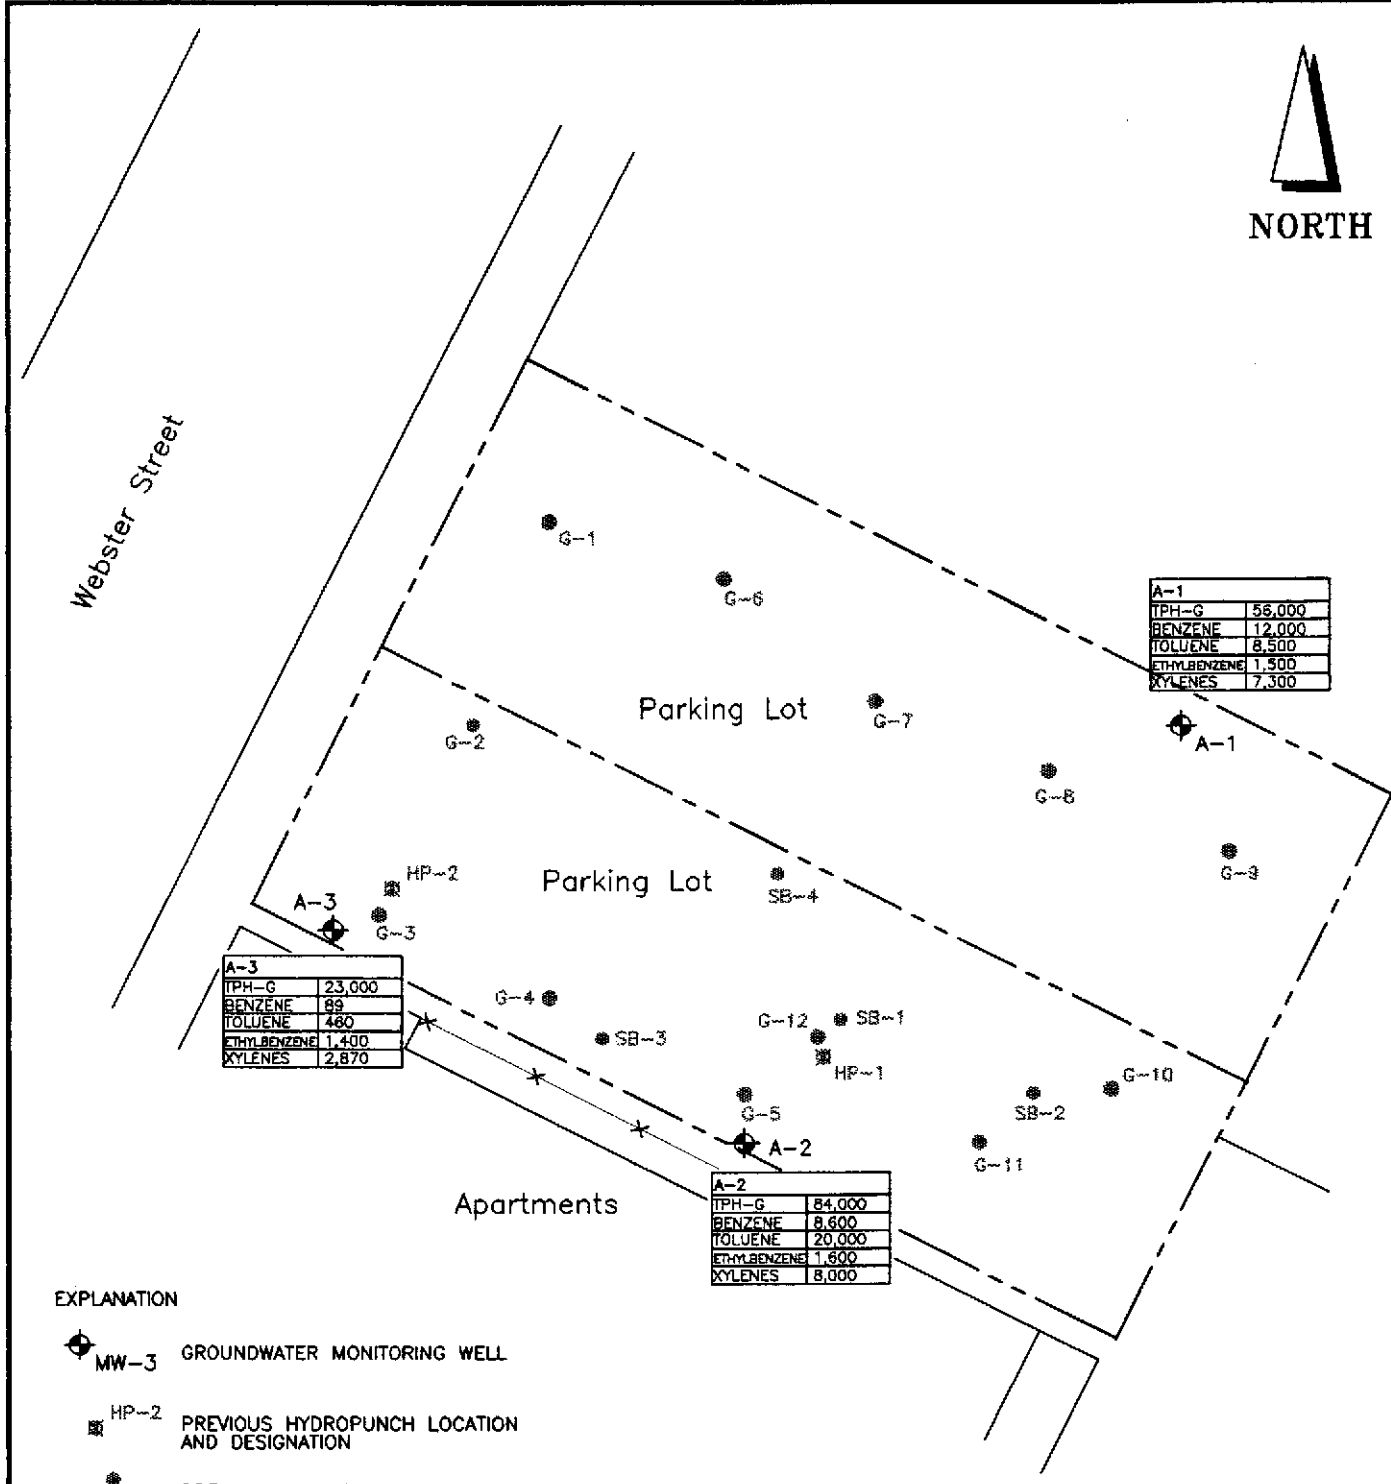 NORTH
Webster Street
G-1
G-6
A-1
TPH-G 56,000
BENZENE 12,000
TOLUENE 8,500
ETHYLBENZENE 1,500
XYLENES 7,300
Parking Lot
G-7
G-2
A-1
G-8
G-9
HP-2
Parking Lot
SB-4
A-3
G-3
A-3
TPH-G 23,000
BENZENE 89
TOLUENE 460
ETHYLBENZENE 1,400
XYLENES 2,870
G-4
SB-3
G-12
SB-1
HP-1
G-10
SB-2
G-5
A-2
G-11
A-2
TPH-G 84,000
BENZENE 8,600
TOLUENE 20,000
ETHYLBENZENE 1,600
XYLENES 8,000
Apartments
EXPLANATION
MW-3 GROUNDWATER MONITORING WELL
HP-2 PREVIOUS HYDROPUNCH LOCATION
AND DESIGNATION